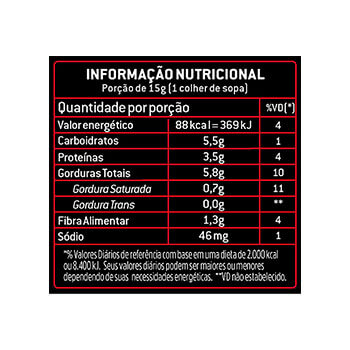 INFORMAÇÃO NUTRICIONAL
Porção de 15g (1 colher de sopa)
Quantidade por porção %VD(*)
Valor energético 88 kcal = 369 kJ 4
Carboidratos 5,5g 1
Proteínas 3,5g 4
Gorduras Totais 5,8g 10
Gordura Saturada 0,7g 11
Gordura Trans 0,0g **
Fibra Alimentar 1,3g 4
Sódio 46 mg 1
*% Valores Diários de referência com base em uma dieta de 2.000 kcal
ou 8.400 kJ. Seus valores diários podem ser maiores ou menores
dependendo de suas necessidades energéticas. **VD não estabelecido.